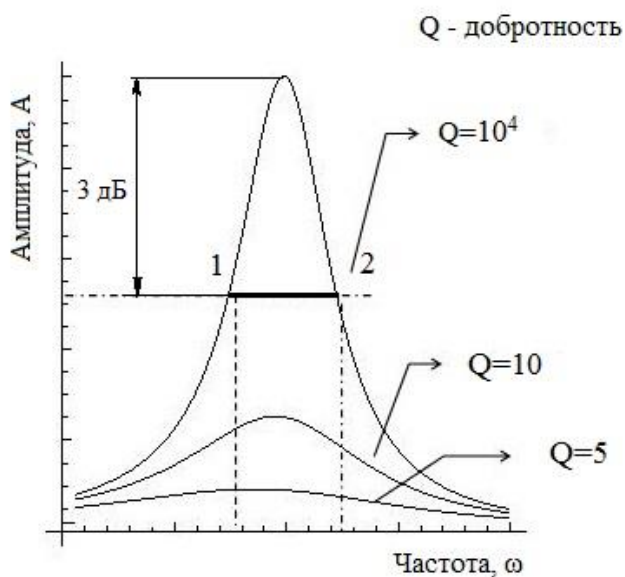 Q - добротность
Амплитуда, А
Q=10⁴
3 дБ
1
2
Q=10
Q=5
Частота, ω